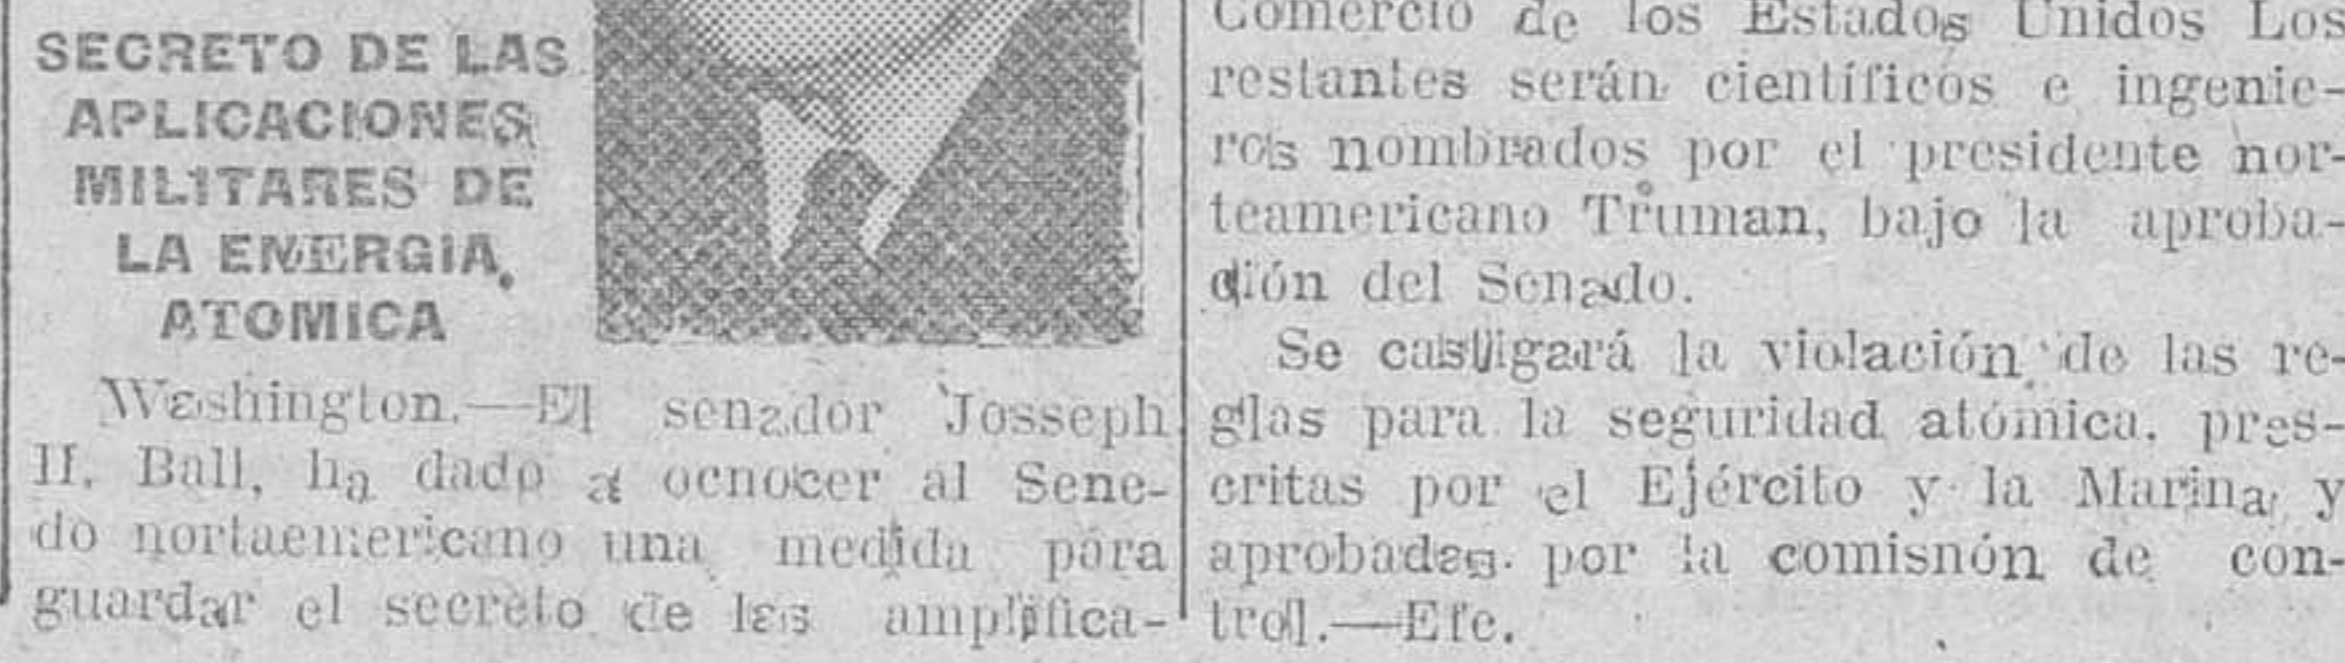 SECRETO DE LAS
APLICACIONES
MILITARES DE
LA ENERGIA
ATOMICA
Washington.—El senador Josseph
H. Ball, ha dado a ocnocer al Sene-
do nortaemericano una medida para
guardar el secreto de las amplifica-
Comercio de los Estados Unidos Los
restantes serán científicos e ingenie-
ros nombrados por el presidente nor-
teamericano Truman, bajo la aproba-
ción del Senado.
Se castigará la violación de las re-
glas para la seguridad atómica, pres-
critas por el Ejército y la Marina y
aprobadas por la comisnón de con-
trol.—Efe.